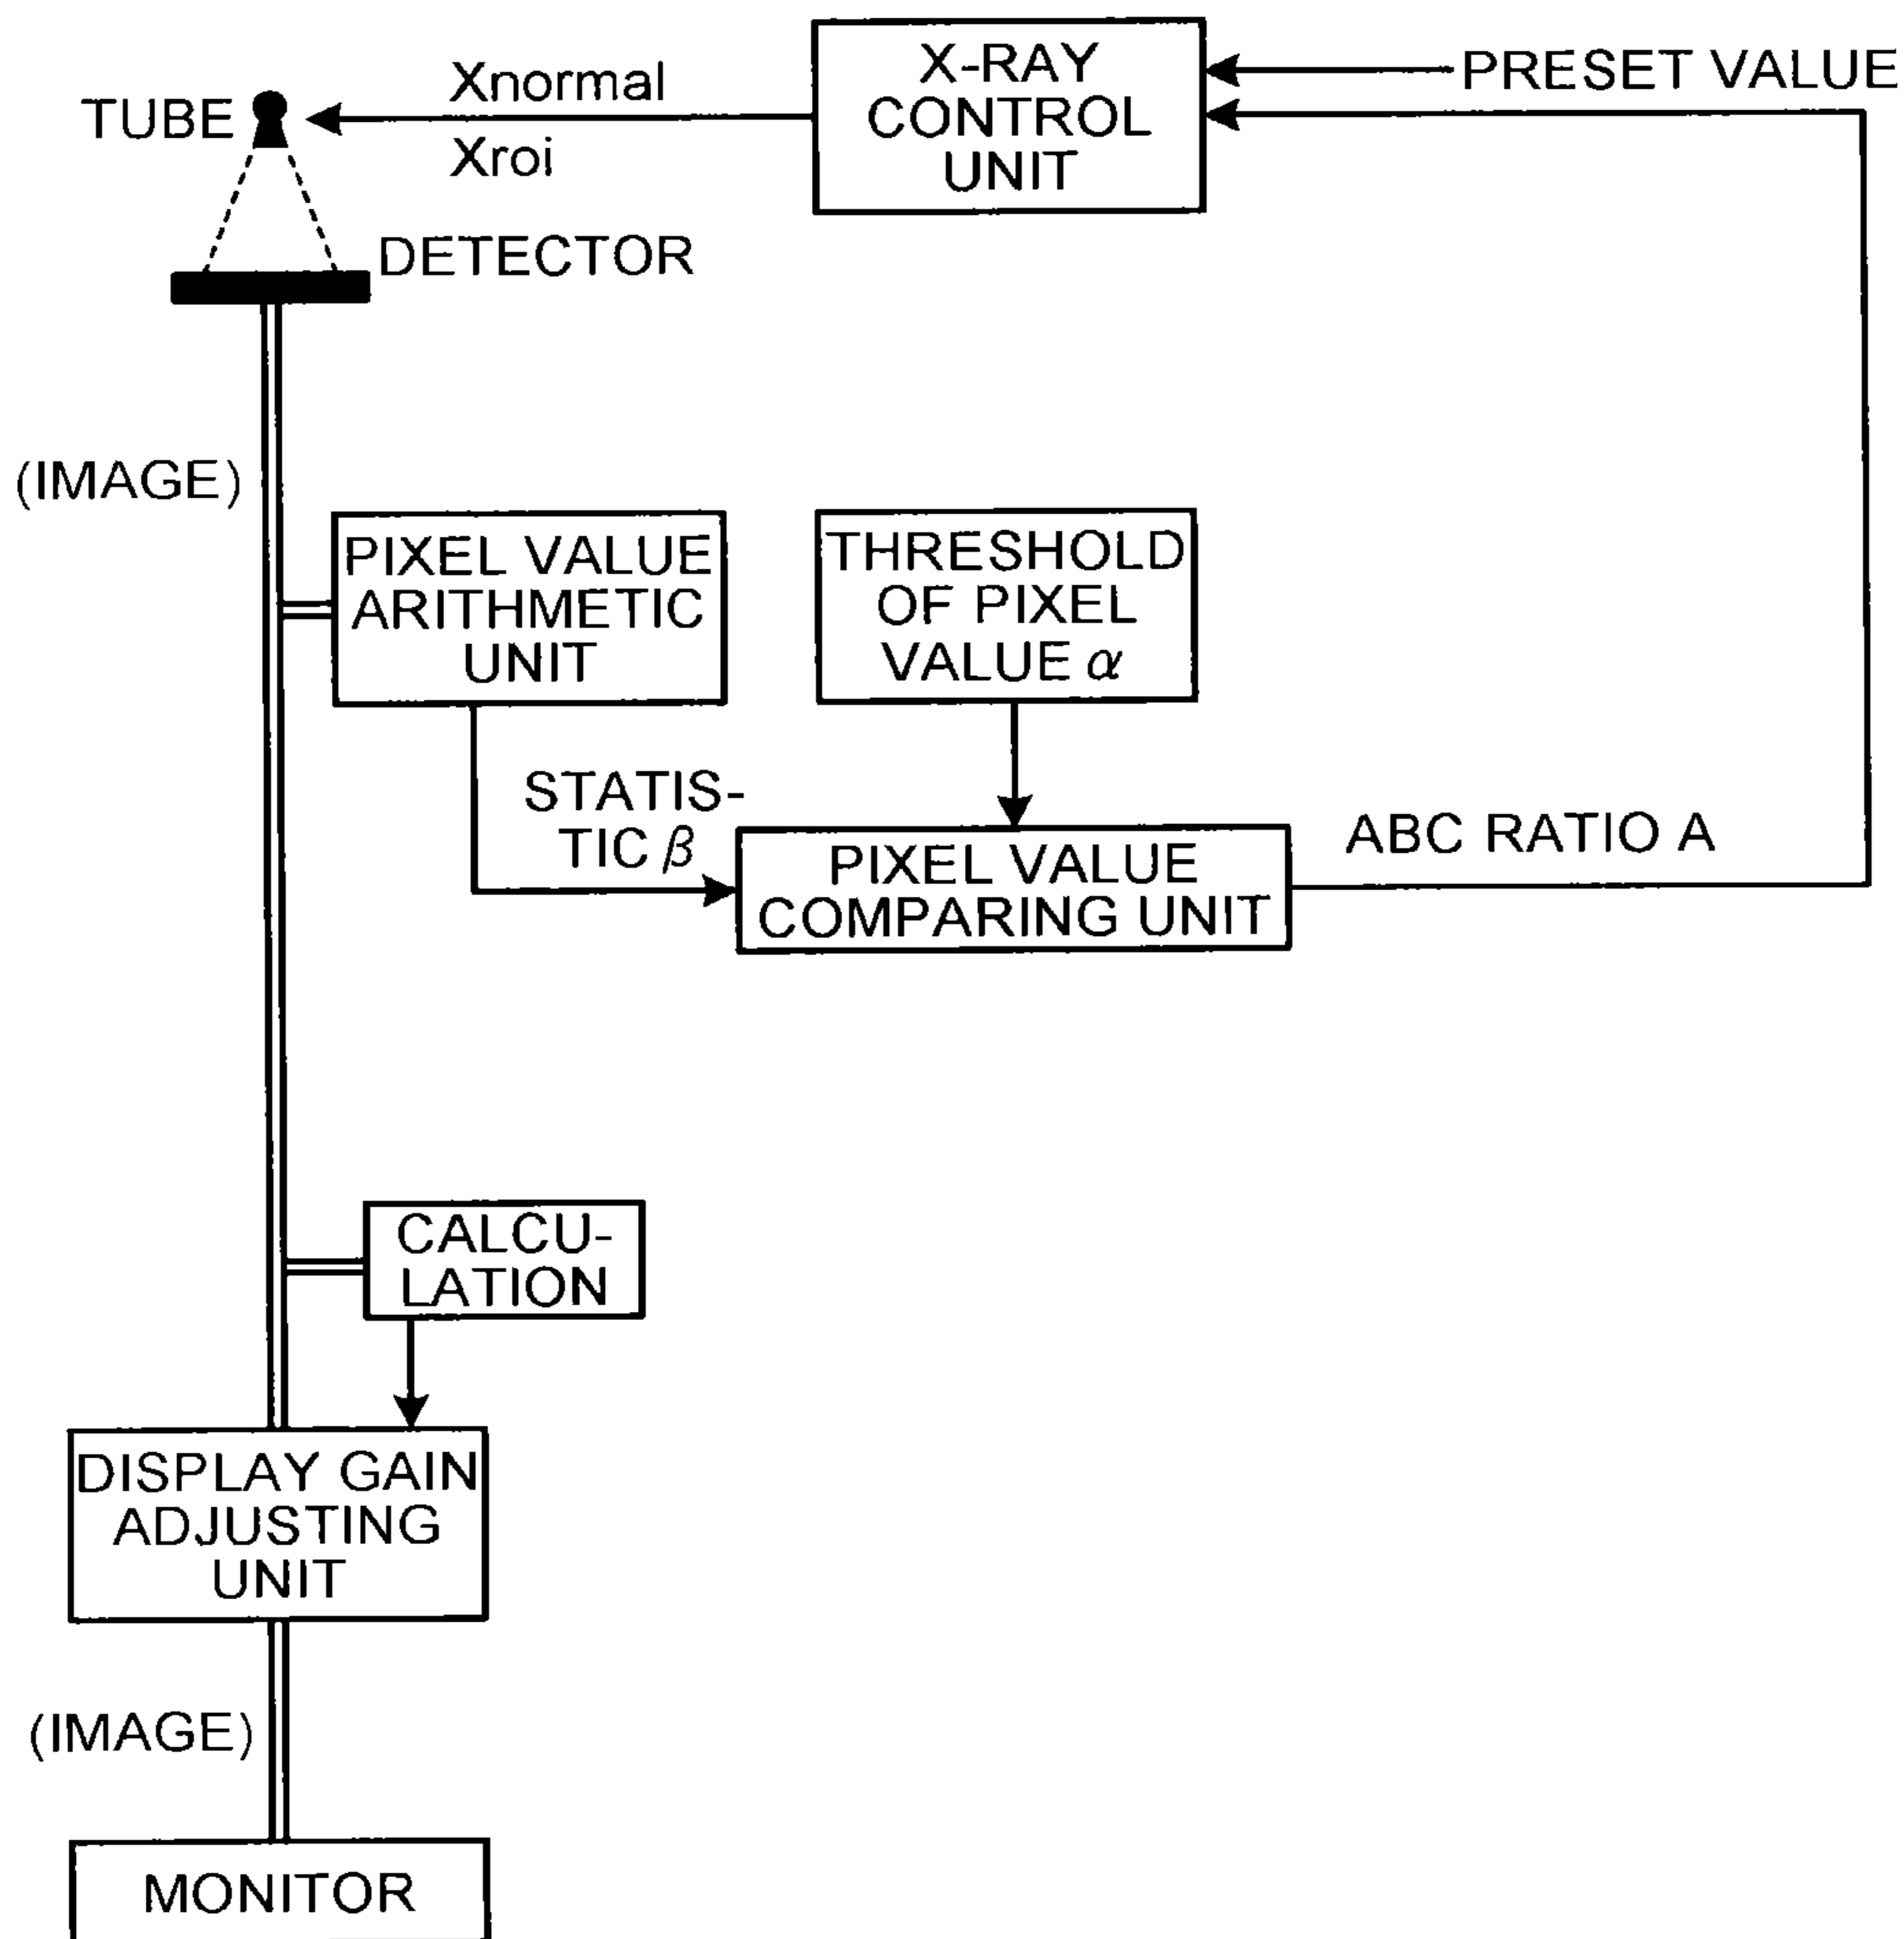 X-RAY
CONTROL
UNIT
PRESET VALUE
Xnormal
Xroi
TUBE
DETECTOR
(IMAGE)
PIXEL VALUE
ARITHMETIC
UNIT
THRESHOLD
OF PIXEL
VALUE α
STATIS-
TIC β
PIXEL VALUE
COMPARING UNIT
ABC RATIO A
CALCU-
LATION
DISPLAY GAIN
ADJUSTING
UNIT
(IMAGE)
MONITOR